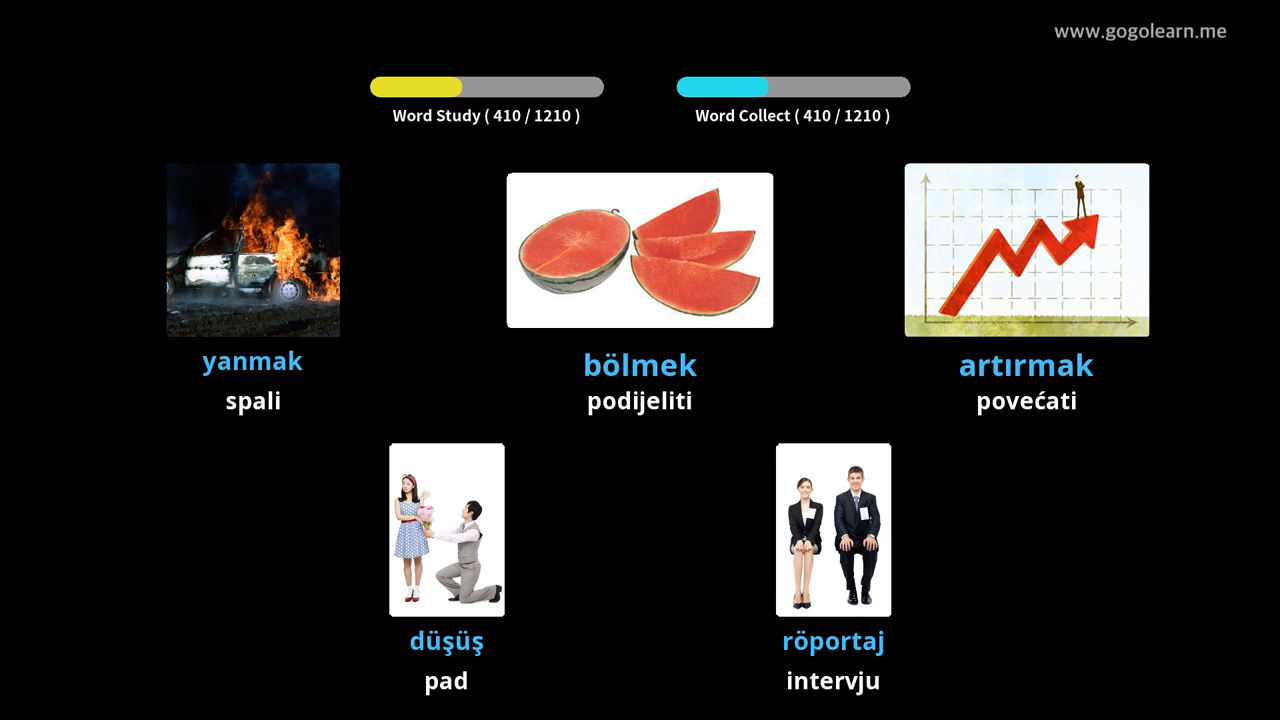 www.gogolearn.me
Word Study ( 410 / 1210 )
Word Collect ( 410 / 1210 )
yanmak
spali
bölmek
podijeliti
artırmak
povećati
düşüş
pad
röportaj
intervju